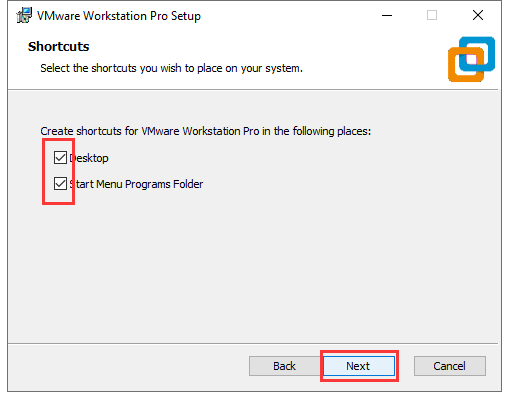 VMware Workstation Pro Setup
Shortcuts
Select the shortcuts you wish to place on your system.
Create shortcuts for VMware Workstation Pro in the following places:
Desktop
Start Menu Programs Folder
Back Next Cancel